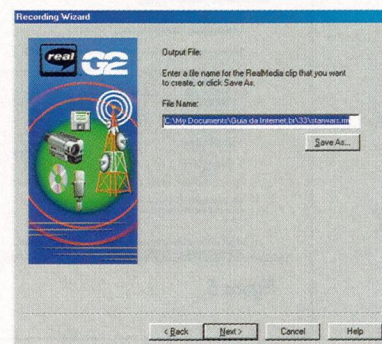 Recording Wizard
real G2
Output File:
Enter a file name for the RealMedia clip that you want
to create, or click Save As.
File Name:
C:\My Documents\Guia da Internet.br\33\starwars.rm
Save As...
< Back Next > Cancel Help